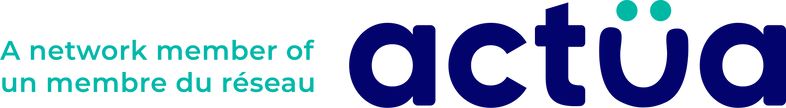 A network member of
un membre du réseau
actüa